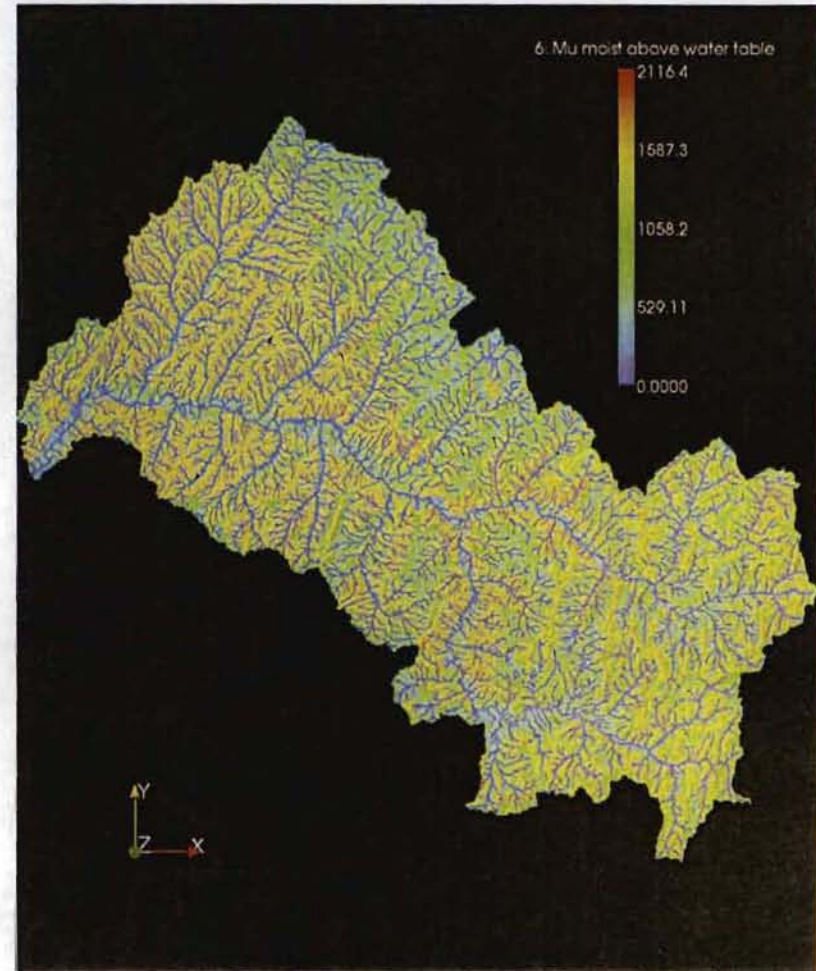 6: Mu moist above water table
2116.4
1587.3
1058.2
529.11
0.0000
Y
Z
X